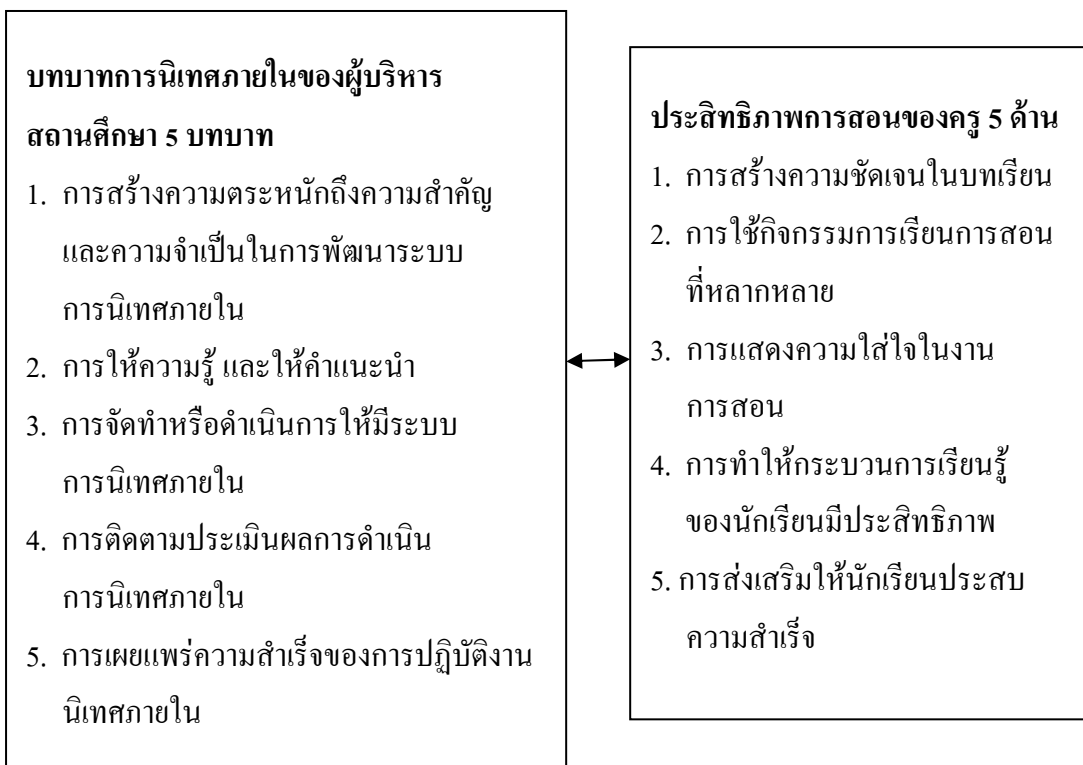 บทบาทการนิเทศภายในของผู้บริหาร
สถานศึกษา 5 บทบาท
1. การสร้างความตระหนักถึงความสำคัญ
และความจำเป็นในการพัฒนาระบบ
การนิเทศภายใน
2. การให้ความรู้ และให้คำแนะนำ
3. การจัดทำหรือดำเนินการให้มีระบบ
การนิเทศภายใน
4. การติดตามประเมินผลการดำเนิน
การนิเทศภายใน
5. การเผยแพร่ความสำเร็จของการปฏิบัติงาน
นิเทศภายใน
ประสิทธิภาพการสอนของครู 5 ด้าน
1. การสร้างความชัดเจนในบทเรียน
2. การใช้กิจกรรมการเรียนการสอน
ที่หลากหลาย
3. การแสดงความใส่ใจในงาน
การสอน
4. การทำให้กระบวนการเรียนรู้
ของนักเรียนมีประสิทธิภาพ
5. การส่งเสริมให้นักเรียนประสบ
ความสำเร็จ